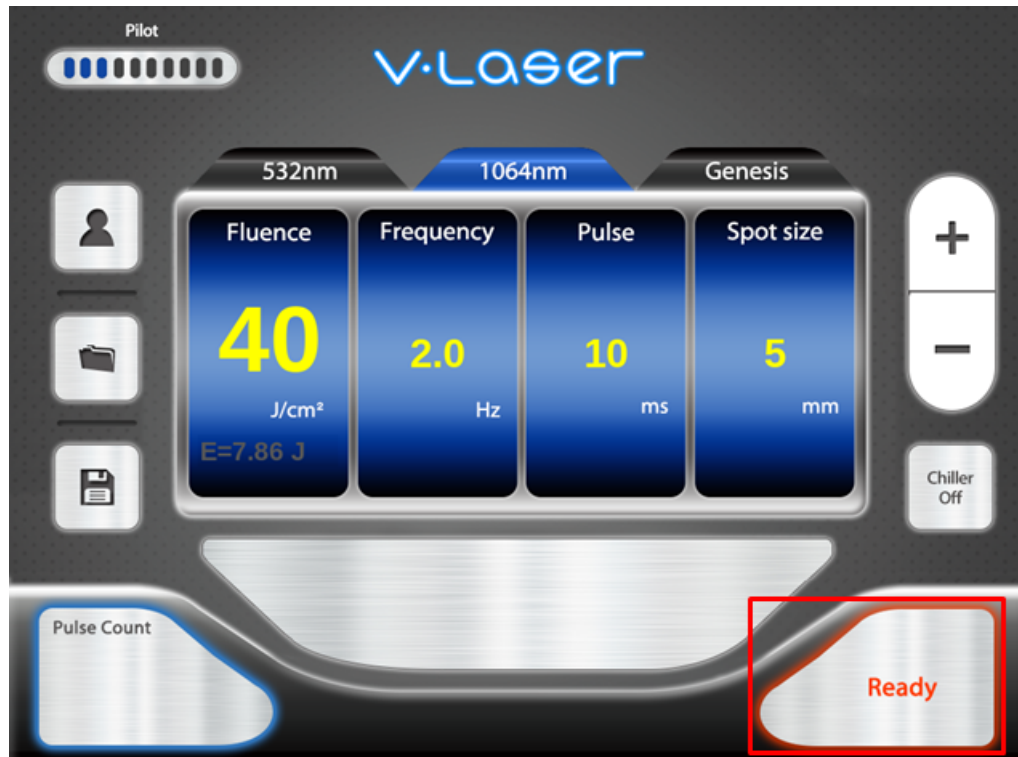 Pilot
v·Laser
532nm
1064nm
Genesis
Fluence
Frequency
Pulse
Spot size
+
40
2.0
10
5
−
J/cm²
Hz
ms
mm
E=7.86 J
Chiller
Off
Pulse Count
Ready